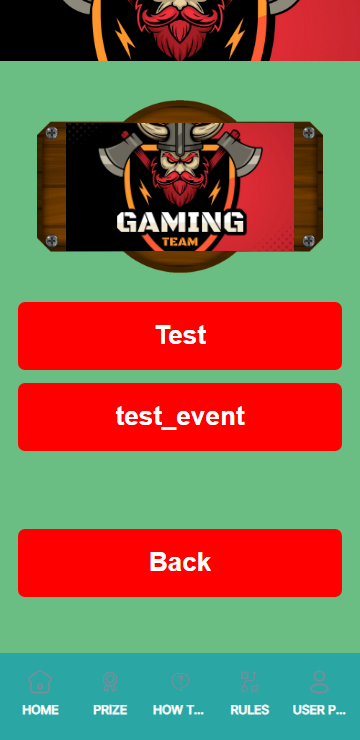 GAMING
TEAM
Test
test_event
Back
HOME
PRIZE
HOW T...
RULES
USER P...